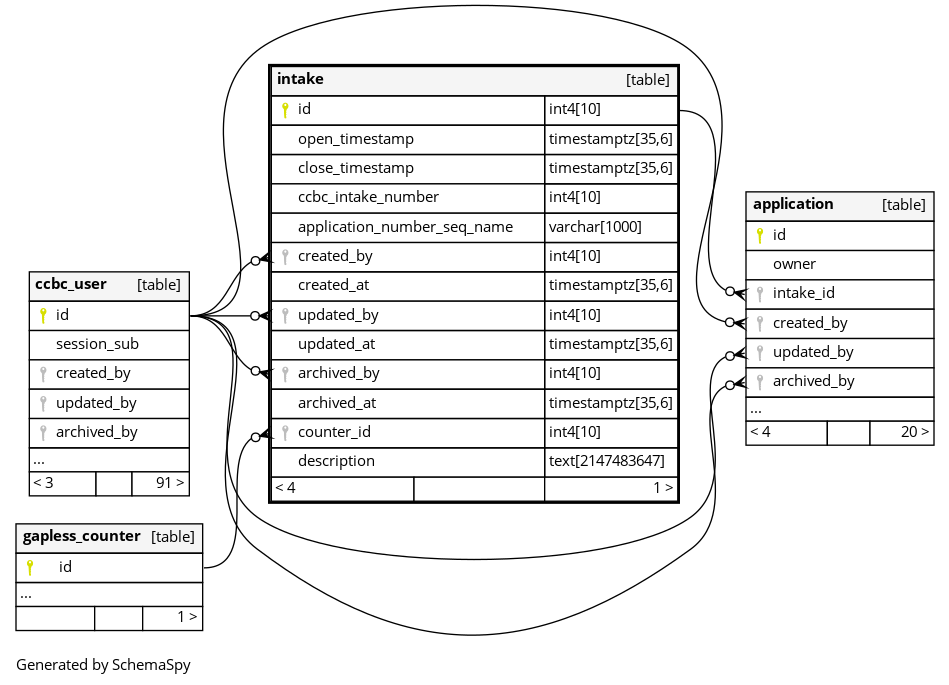 intake [table]
id int4[10]
open_timestamp timestamptz[35,6]
close_timestamp timestamptz[35,6]
ccbc_intake_number int4[10]
application_number_seq_name varchar[1000]
created_by int4[10]
created_at timestamptz[35,6]
updated_by int4[10]
updated_at timestamptz[35,6]
archived_by int4[10]
archived_at timestamptz[35,6]
counter_id int4[10]
description text[2147483647]
< 4 1 >
application [table]
id
owner
intake_id
created_by
updated_by
archived_by
...
< 4 20 >
ccbc_user [table]
id
session_sub
created_by
updated_by
archived_by
...
< 3 91 >
gapless_counter [table]
id
...
1 >
Generated by SchemaSpy